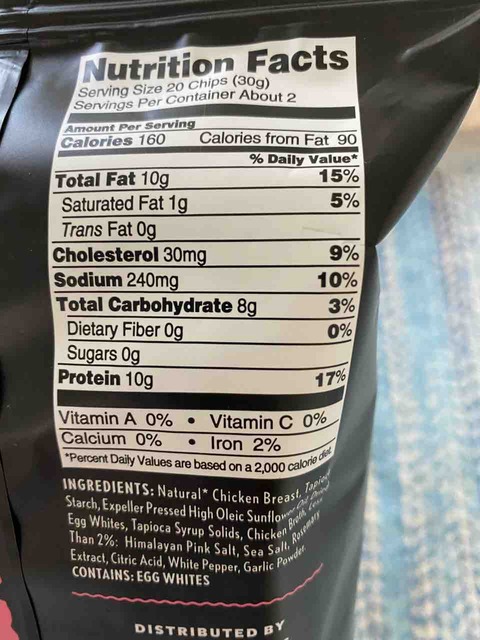 Nutrition Facts
Serving Size 20 Chips (30g)
Servings Per Container About 2
Amount Per Serving
Calories 160 Calories from Fat 90
% Daily Value*
Total Fat 10g 15%
Saturated Fat 1g 5%
Trans Fat 0g
Cholesterol 30mg 9%
Sodium 240mg 10%
Total Carbohydrate 8g 3%
Dietary Fiber 0g 0%
Sugars 0g
Protein 10g 17%
Vitamin A 0% • Vitamin C 0%
Calcium 0% • Iron 2%
*Percent Daily Values are based on a 2,000 calorie diet.
INGREDIENTS: Natural* Chicken Breast, Tapioca
Starch, Expeller Pressed High Oleic Sunflower Oil, Dried
Egg Whites, Tapioca Syrup Solids, Chicken Broth, Less
Than 2%: Himalayan Pink Salt, Sea Salt, Rosemary
Extract, Citric Acid, White Pepper, Garlic Powder.
CONTAINS: EGG WHITES
DISTRIBUTED BY